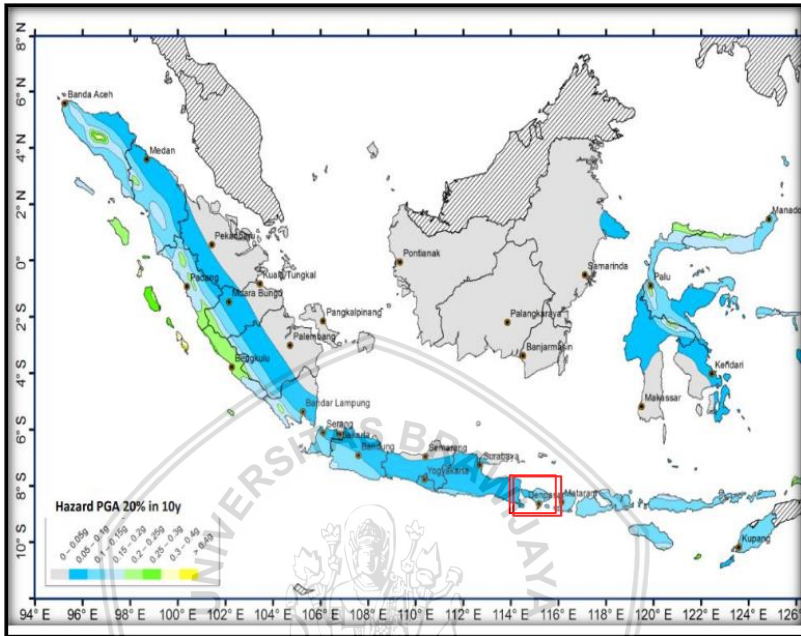 8° N
6° N
Banda Aceh
4° N
Medan
2° N
Manado
Pekanbaru
0°
Pontianak
Samarinda
Palu
Padang
Kuala Tungkal
Muara Bungo
2° S
Pangkalpinang
Palangkaraya
Palembang
Banjarmasin
4° S
Bengkulu
Kendari
Makassar
Bandar Lampung
6° S
Serang
Jakarta
Bandung
Semarang
Surabaya
Yogyakarta
8° S
Denpasar
Mataram
Hazard PGA 20% in 10y
0 – 0.05g
0.05 – 0.1g
0.1 – 0.15g
0.15 – 0.2g
0.2 – 0.25g
0.25 – 0.3g
0.3 – 0.4g
> 0.4g
10° S
Kupang
UNIVERSITAS BRAWIJAYA
94° E 96° E 98° E 100° E 102° E 104° E 106° E 108° E 110° E 112° E 114° E 116° E 118° E 120° E 122° E 124° E 126° E